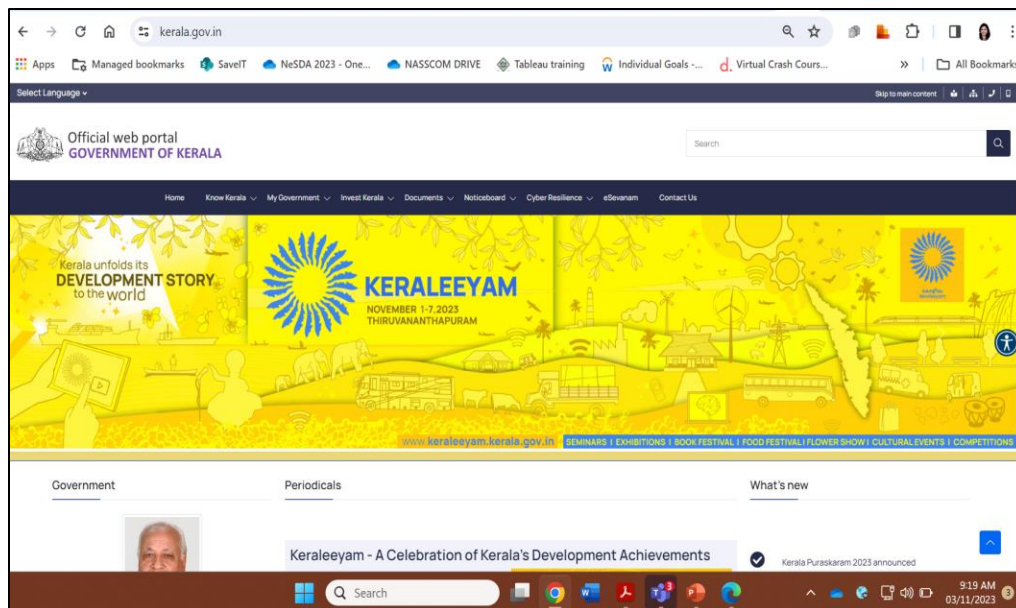 kerala.gov.in
Apps Managed bookmarks SaveIT NeSDA 2023 - One... NASSCOM DRIVE Tableau training Individual Goals -... Virtual Crash Cours... » All Bookmarks
Select Language Skip to main content
Official web portal
GOVERNMENT OF KERALA
Search
Home Know Kerala My Government Invest Kerala Documents Noticeboard Cyber Resilience eSevanam Contact Us
Kerala unfolds its
DEVELOPMENT STORY
to the world
KERALEEYAM
NOVEMBER 1-7.2023
THIRUVANANTHAPURAM
www.keraleeyam.kerala.gov.in SEMINARS I EXHIBITIONS I BOOK FESTIVAL I FOOD FESTIVAL I FLOWER SHOW I CULTURAL EVENTS I COMPETITIONS
Government Periodicals What's new
Keraleeyam - A Celebration of Kerala's Development Achievements
Kerala Puraskaram 2023 announced
Search
3
9:19 AM
03/11/2023
3